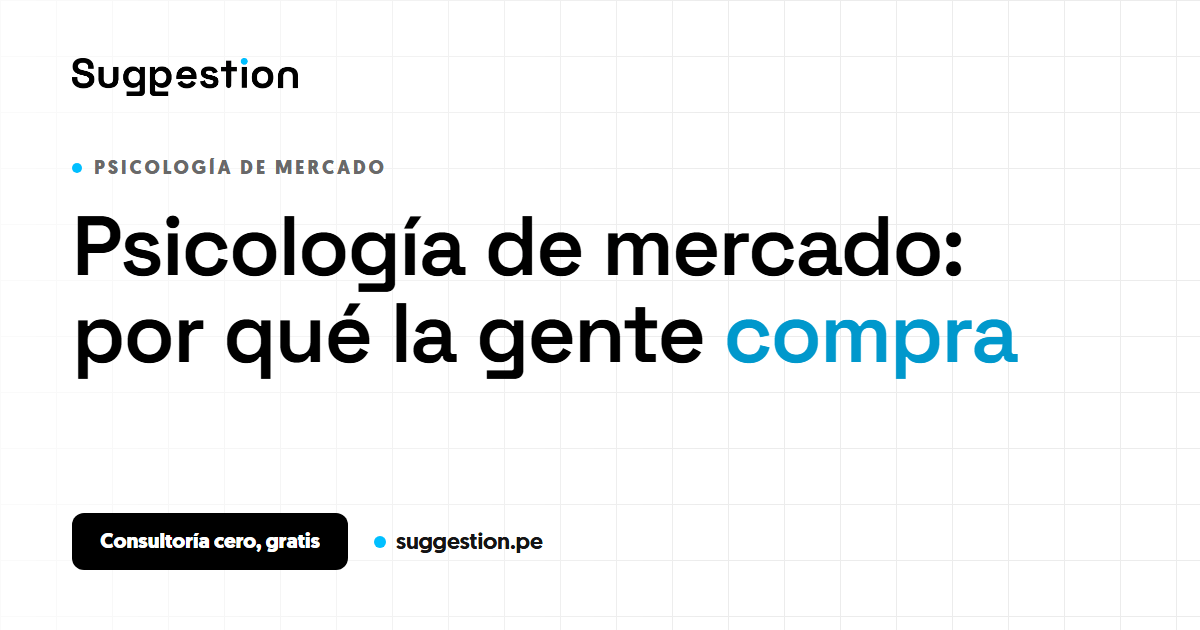 Suggestion
PSICOLOGÍA DE MERCADO
Psicología de mercado:
por qué la gente compra
Consultoría cero, gratis
suggestion.pe